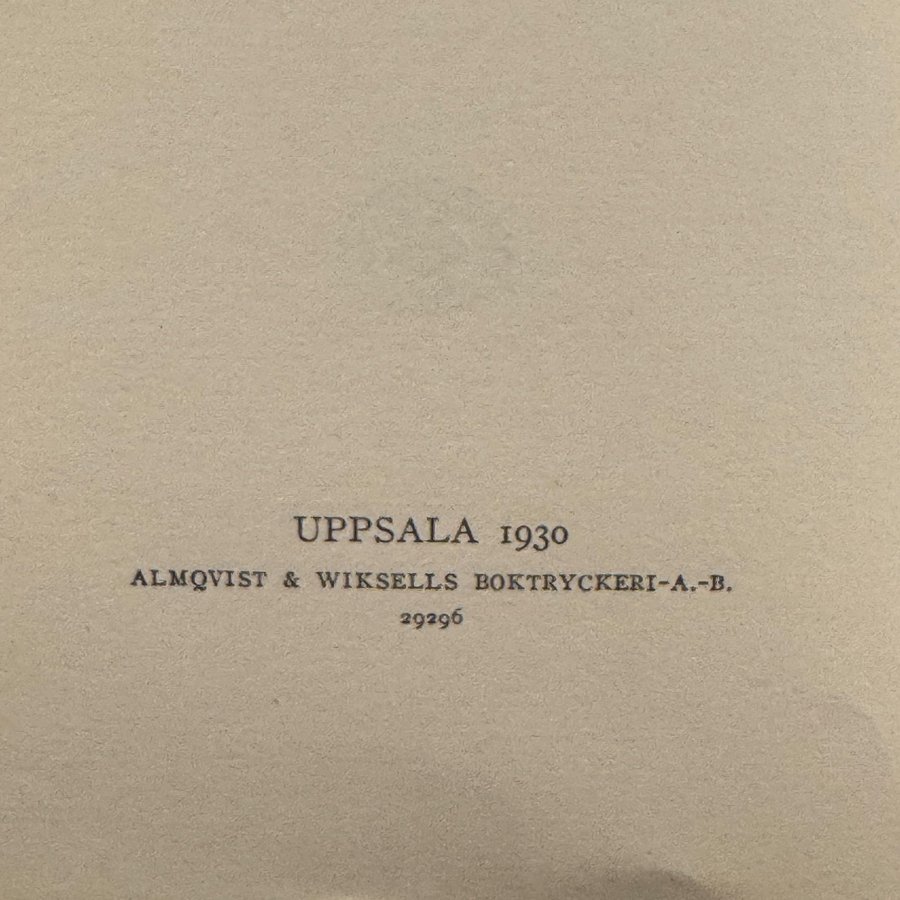 UPPSALA 1930
ALMQVIST & WIKSELLS BOKTRYCKERI-A.-B.
29296